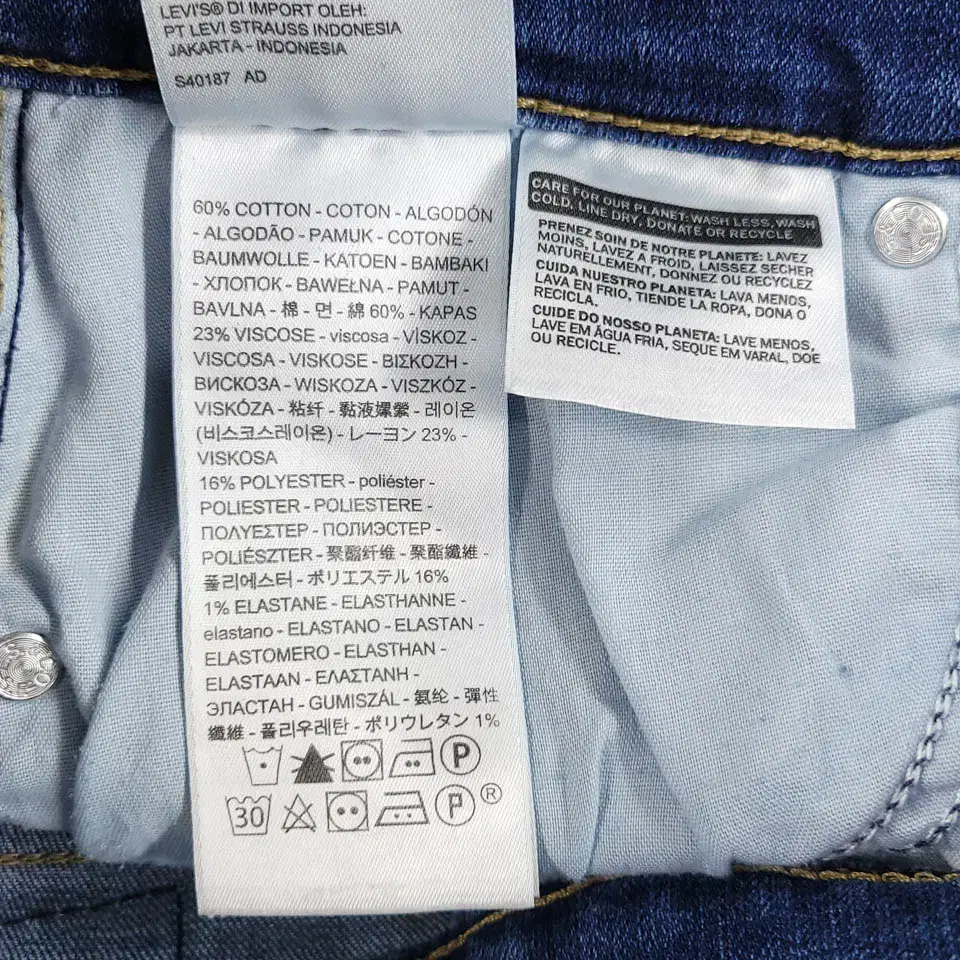 LEVI'S® DI IMPORT OLEH:
PT LEVI STRAUSS INDONESIA
JAKARTA - INDONESIA
S40187 AD
60% COTTON - COTON - ALGODÓN
- ALGODÃO - PAMUK - COTONE -
BAUMWOLLE - KATOEN - BAMBAKI
- ХЛОПОК - BAWEŁNA - PAMUT -
BAVLNA - 棉 - 면 - 綿 60% - KAPAS
23% VISCOSE - viscosa - VİSKOZ -
VISCOSA - VISKOSE - ΒΙΣΚΟΖΗ -
ВИСКОЗА - WISKOZA - VISZKÓZ -
VISKÓZA - 粘纤 - 黏液嫘縈 - 레이온
(비스코스레이온) - レーヨン 23% -
VISKOSA
16% POLYESTER - poliéster -
POLIESTER - POLIESTERE -
ΠΟΛΥΕΣΤΕΡ - ПОЛИЭСТЕР -
POLIÉSZTER - 聚酯纤维 - 聚酯纖維 -
폴리에스터 - ポリエステル 16%
1% ELASTANE - ELASTHANNE -
elastano - ELASTANO - ELASTAN -
ELASTOMERO - ELASTHAN -
ELASTAAN - ΕΛΑΣΤΑΝΗ -
ЭЛАСТАН - GUMISZÁL - 氨纶 - 彈性
纖維 - 폴리우레탄 - ポリウレタン 1%
P
30 P ®
CARE FOR OUR PLANET: WASH LESS, WASH
COLD, LINE DRY, DONATE OR RECYCLE
PRENEZ SOIN DE NOTRE PLANETE: LAVEZ
MOINS, LAVEZ A FROID, LAISSEZ SECHER
NATURELLEMENT, DONNEZ OU RECYCLEZ
CUIDA NUESTRO PLANETA: LAVA MENOS,
LAVA EN FRIO, TIENDE LA ROPA, DONA O
RECICLA.
CUIDE DO NOSSO PLANETA: LAVE MENOS,
LAVE EM ÁGUA FRIA, SEQUE EM VARAL, DOE
OU RECICLE.